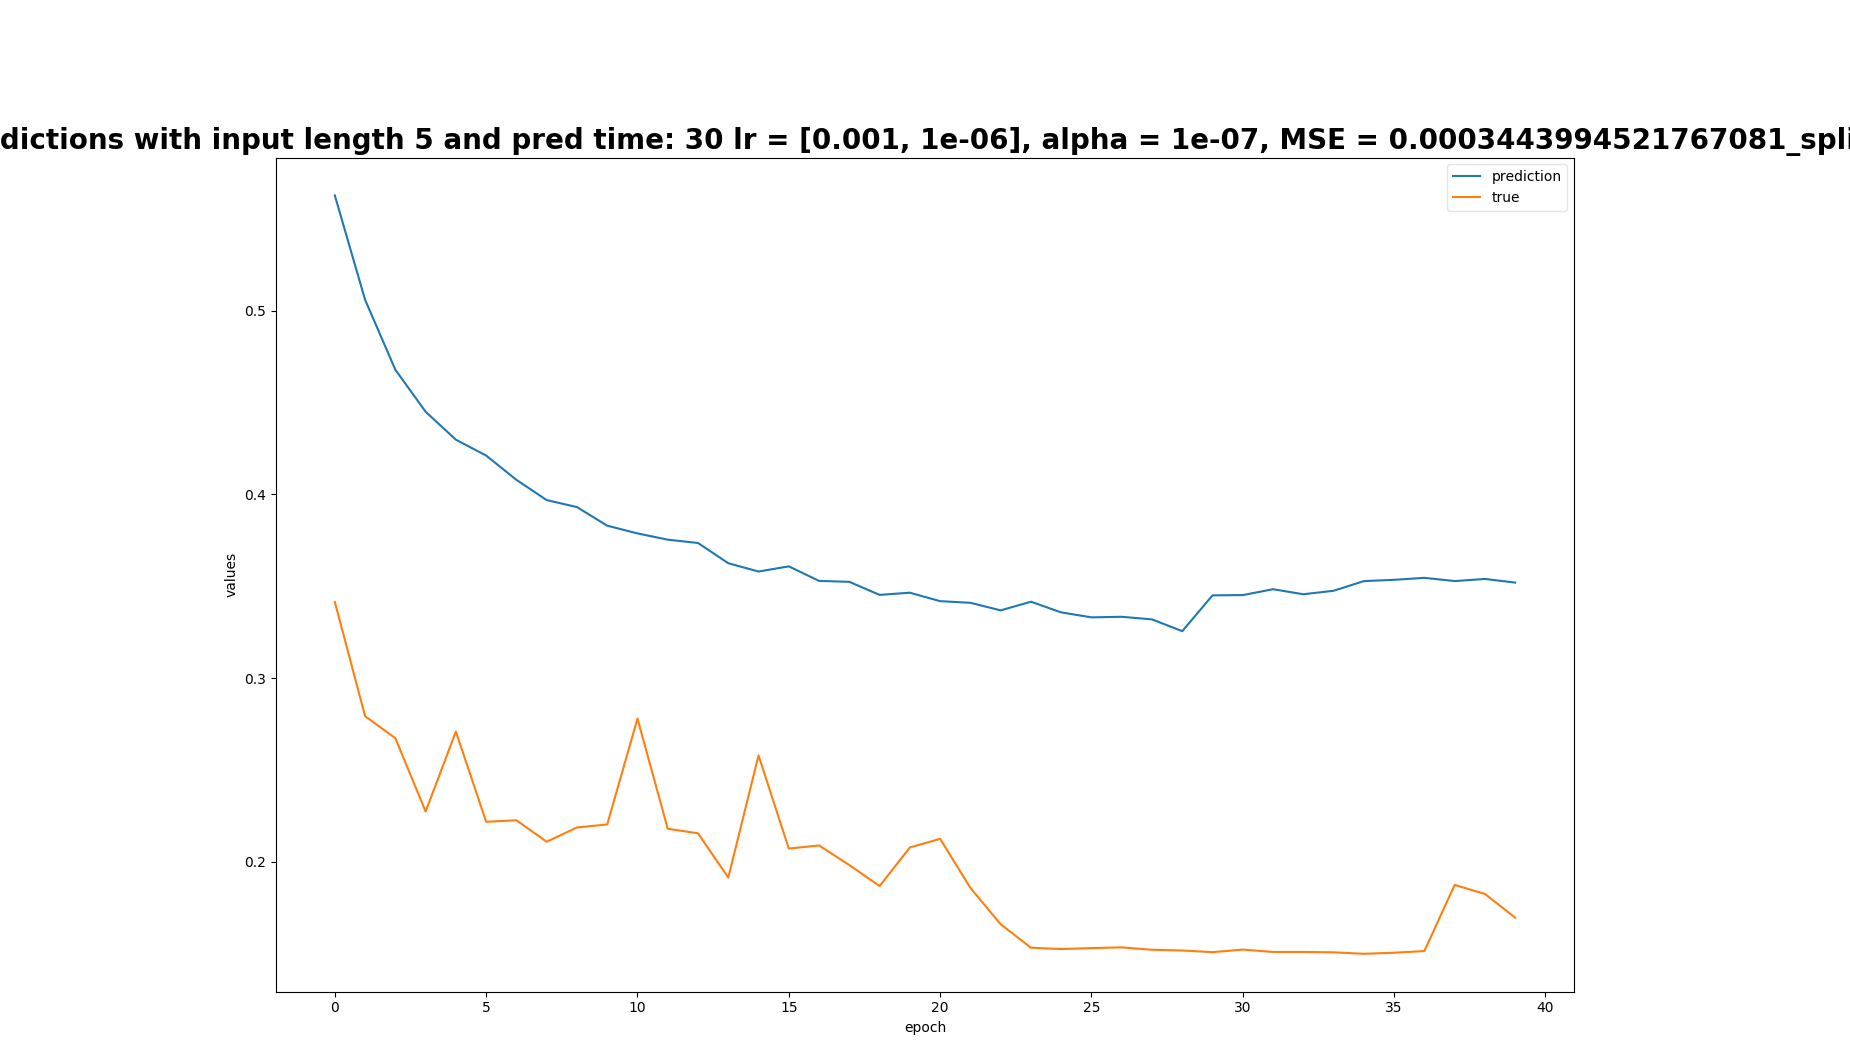 dictions with input length 5 and pred time: 30 lr = [0.001, 1e-06], alpha = 1e-07, MSE = 0.0003443994521767081_spli
prediction
true
0.5
0.4
0.3
0.2
values
0 5 10 15 20 25 30 35 40
epoch